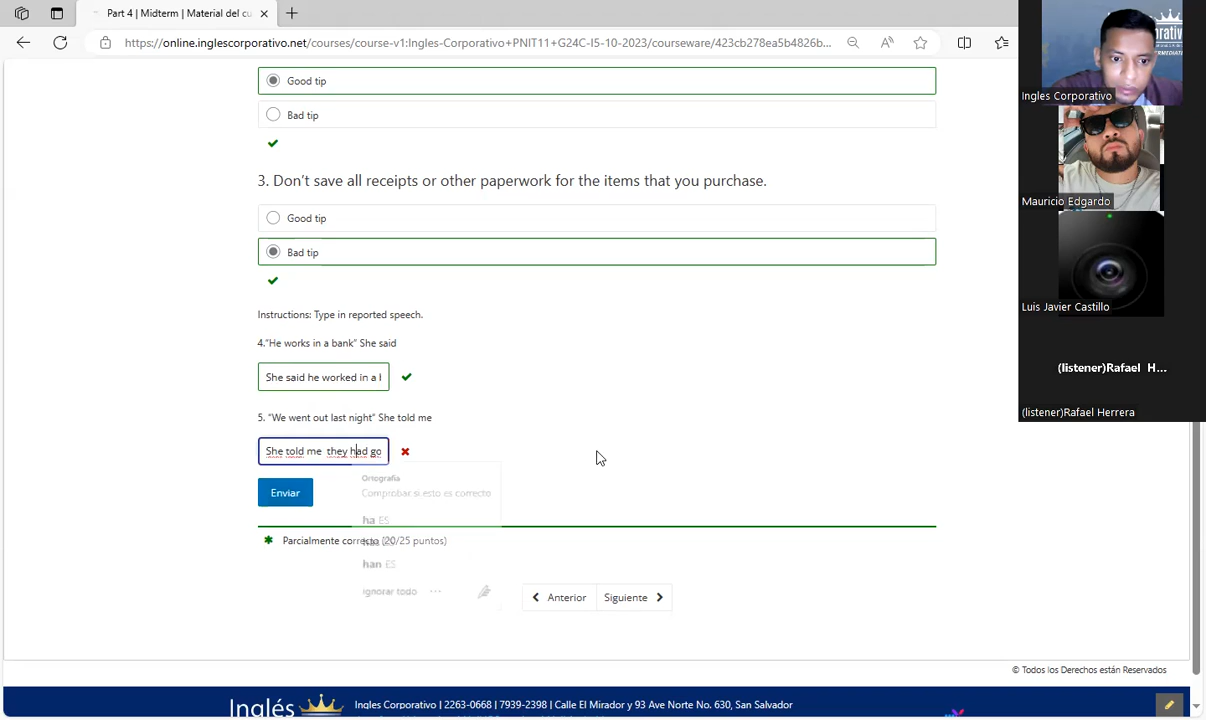 Part 4 | Midterm | Material del cu
https://online.inglescorporativo.net/courses/course-v1:Ingles-Corporativo+PNIT11+G24C-I5-10-2023/courseware/423cb278ea5b4826b...
Good tip
Bad tip
3. Don't save all receipts or other paperwork for the items that you purchase.
Good tip
Bad tip
Instructions: Type in reported speech.
4."He works in a bank" She said
She said he worked in a b
5. "We went out last night" She told me
She told me they had go
Enviar
Ortografía
Comprobar si esto es correcto
ha ES
ES
han ES
Ignorar todo ...
Parcialmente correcto (20/25 puntos)
Anterior
Siguiente
© Todos los Derechos están Reservados
Inglés
Ingles Corporativo | 2263-0668 | 7939-2398 | Calle El Mirador y 93 Ave Norte No. 630, San Salvador
Ingles Corporativo
Mauricio Edgardo
Luis Javier Castillo
(listener)Rafael H...
(listener)Rafael Herrera